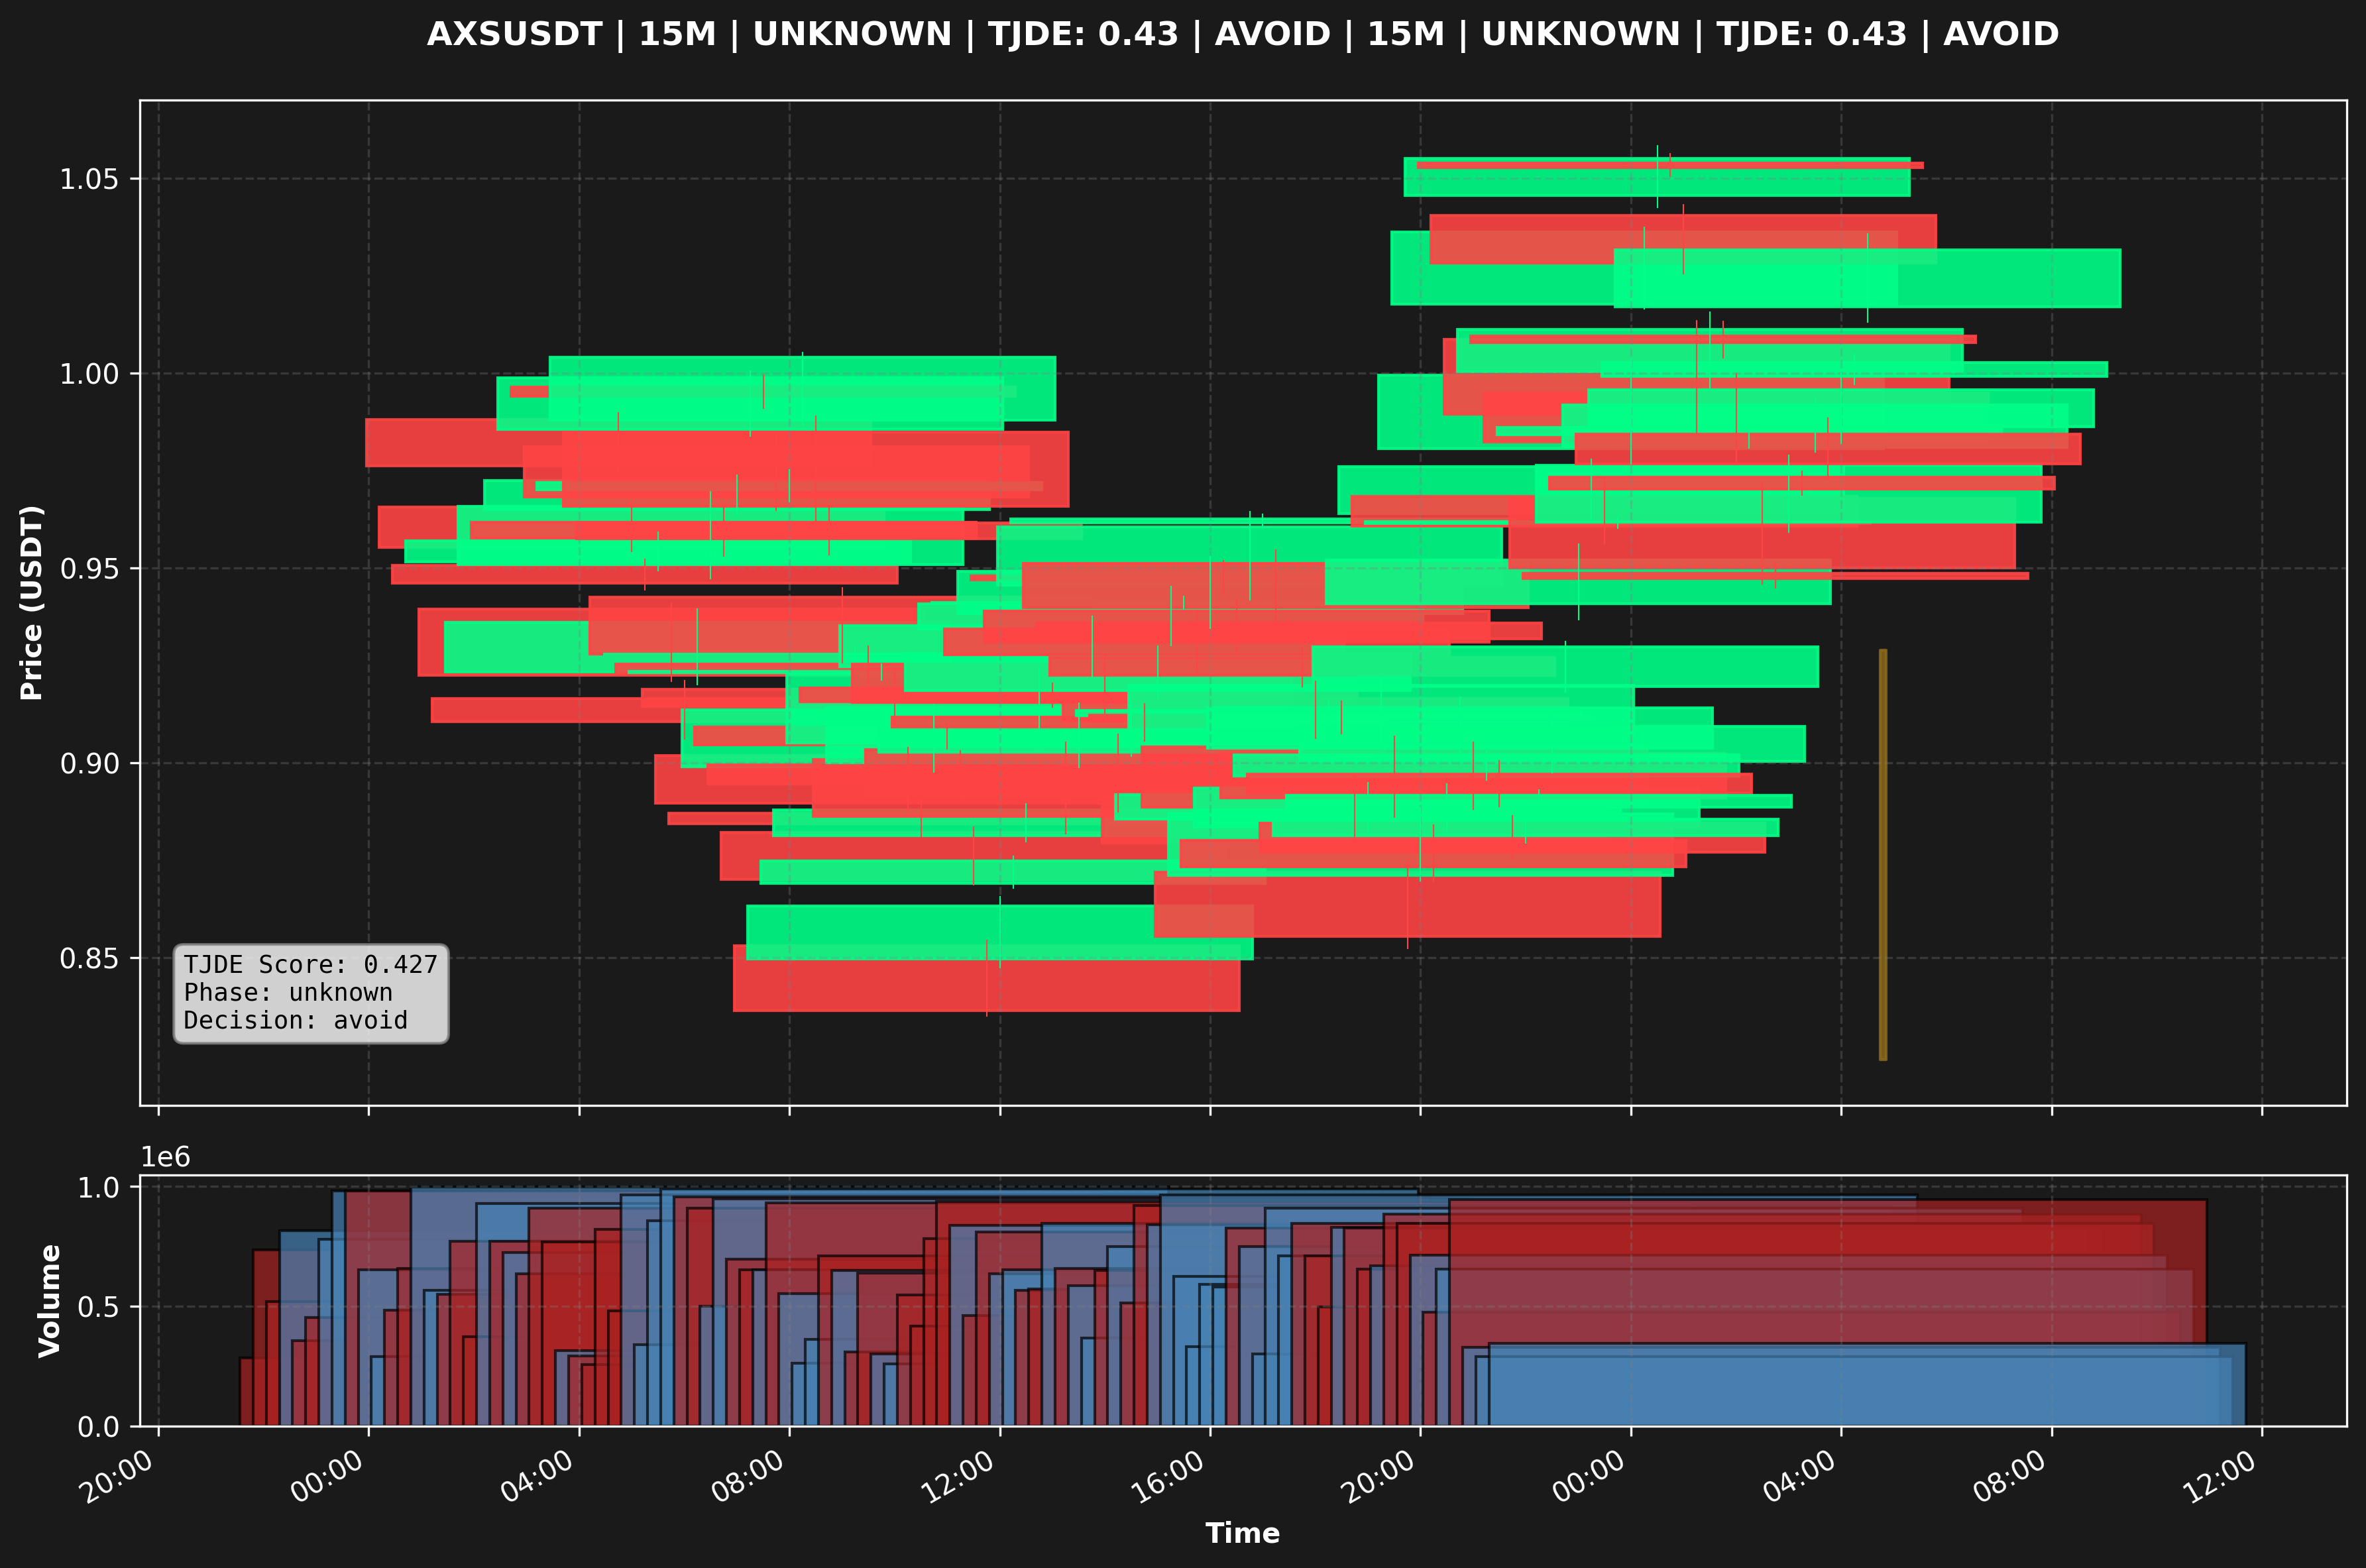 AXSUSDT | 15M | UNKNOWN | TJDE: 0.43 | AVOID | 15M | UNKNOWN | TJDE: 0.43 | AVOID
Price (USDT)
1.05
1.00
0.95
0.90
0.85
TJDE Score: 0.427
Phase: unknown
Decision: avoid
1e6
Volume
1.0
0.5
0.0
20:00
00:00
04:00
08:00
12:00
16:00
20:00
00:00
04:00
08:00
12:00
Time